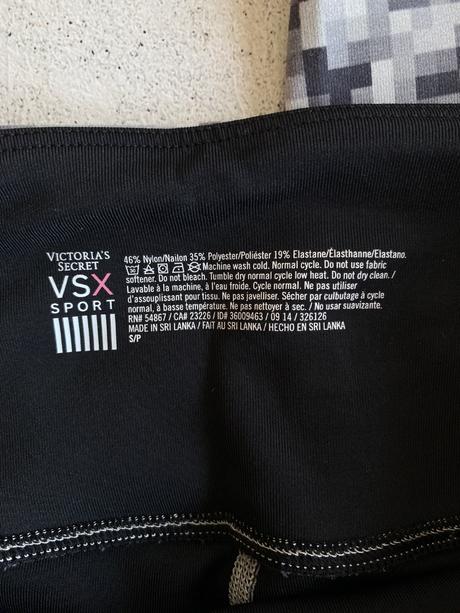 VICTORIA'S
SECRET
VSX
SPORT
46% Nylon/Nailon 35% Polyester/Poliéster 19% Elastane/Élasthanne/Elastano.
Machine wash cold. Normal cycle. Do not use fabric
softener. Do not bleach. Tumble dry normal cycle low heat. Do not dry clean. /
Lavable à la machine, à l'eau froide. Cycle normal. Ne pas utiliser
d'assouplissant pour tissu. Ne pas javelliser. Sécher par culbutage à cycle
normal, à basse température. Ne pas nettoyer à sec. / No usar suavizante.
RN# 54867 / CA# 23226 / ID# 36009463 / 09 14 / 326126
MADE IN SRI LANKA / FAIT AU SRI LANKA / HECHO EN SRI LANKA
S/P